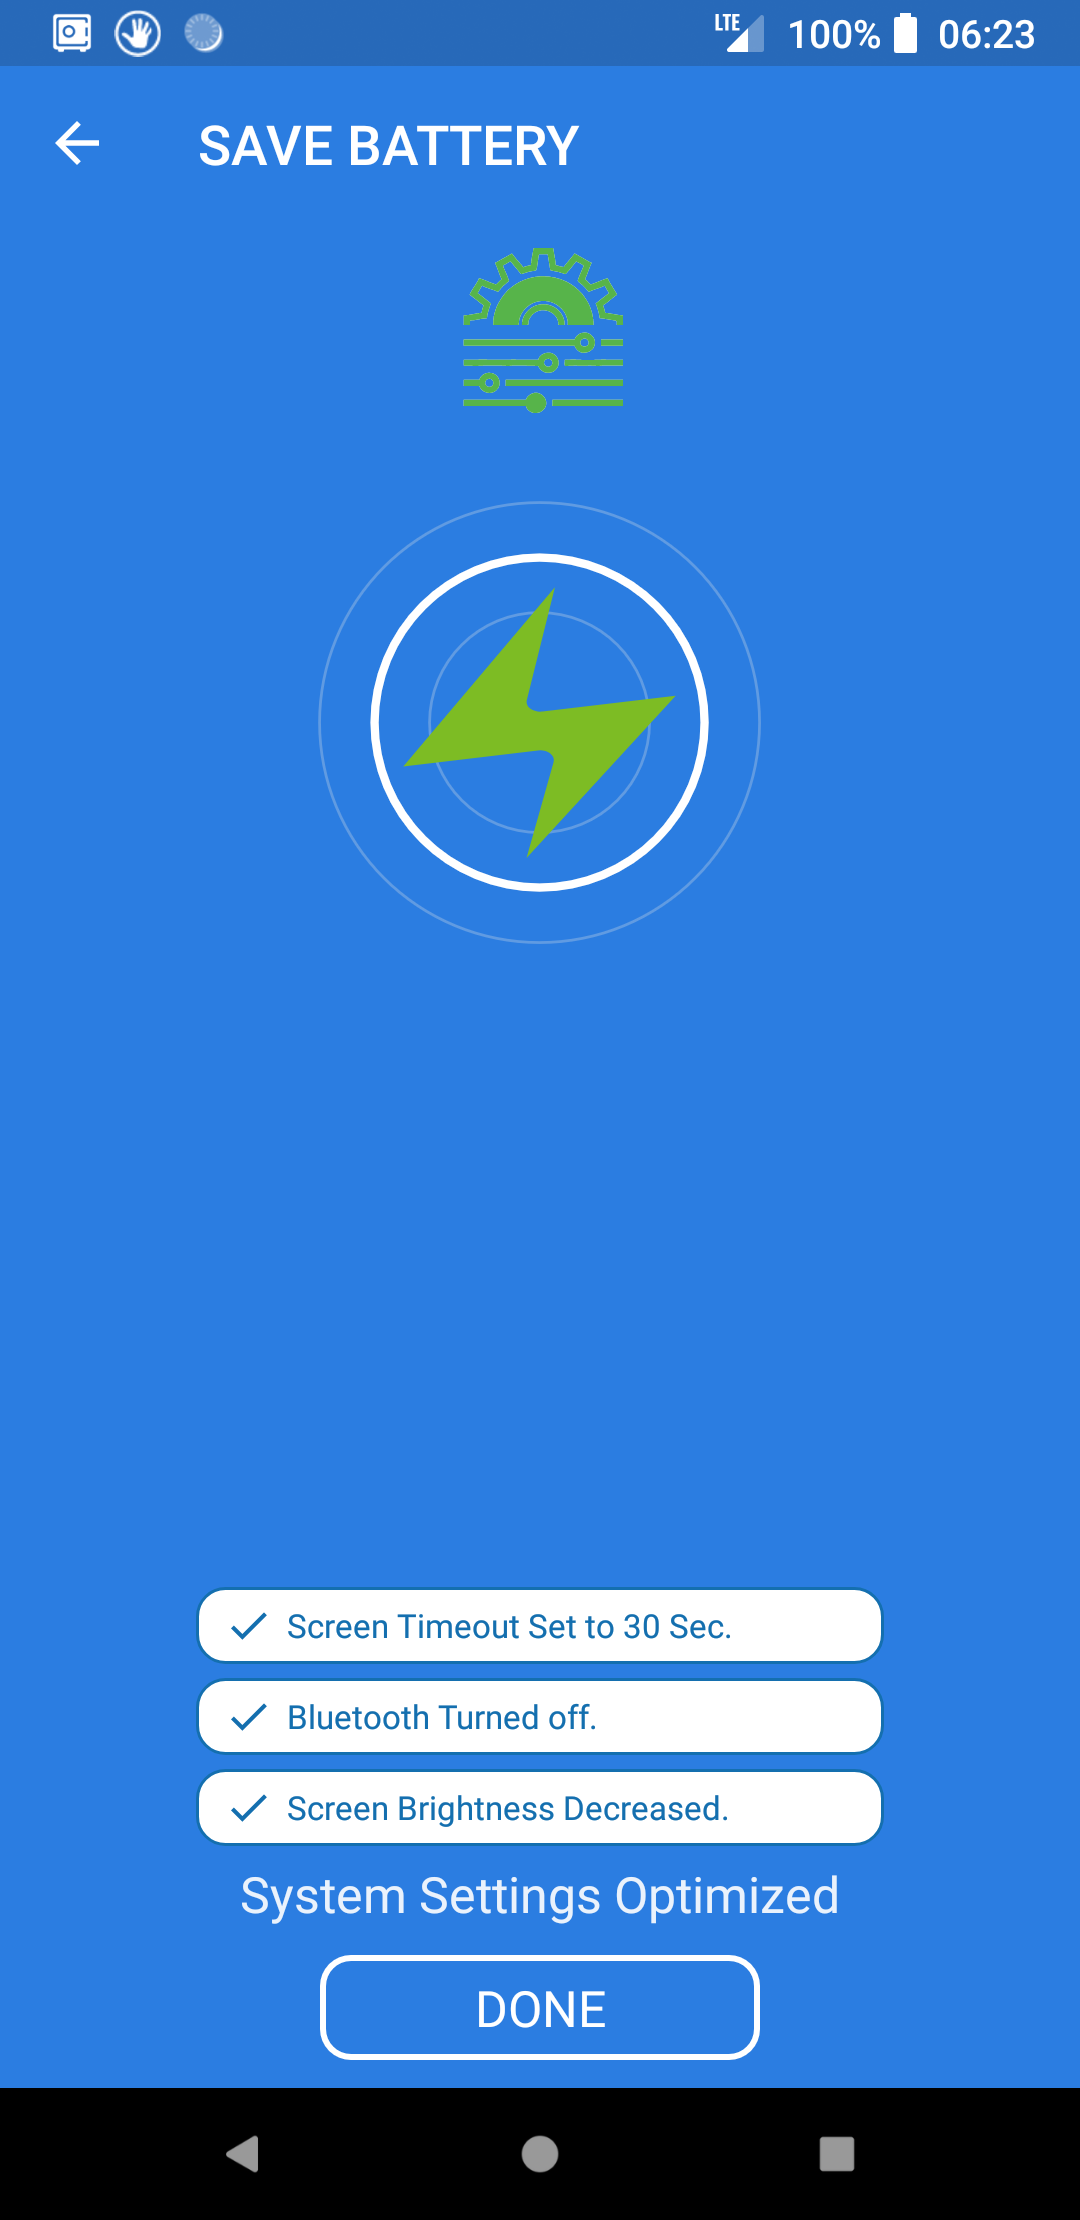 LTE 100% 06:23
SAVE BATTERY
Screen Timeout Set to 30 Sec.
Bluetooth Turned off.
Screen Brightness Decreased.
System Settings Optimized
DONE